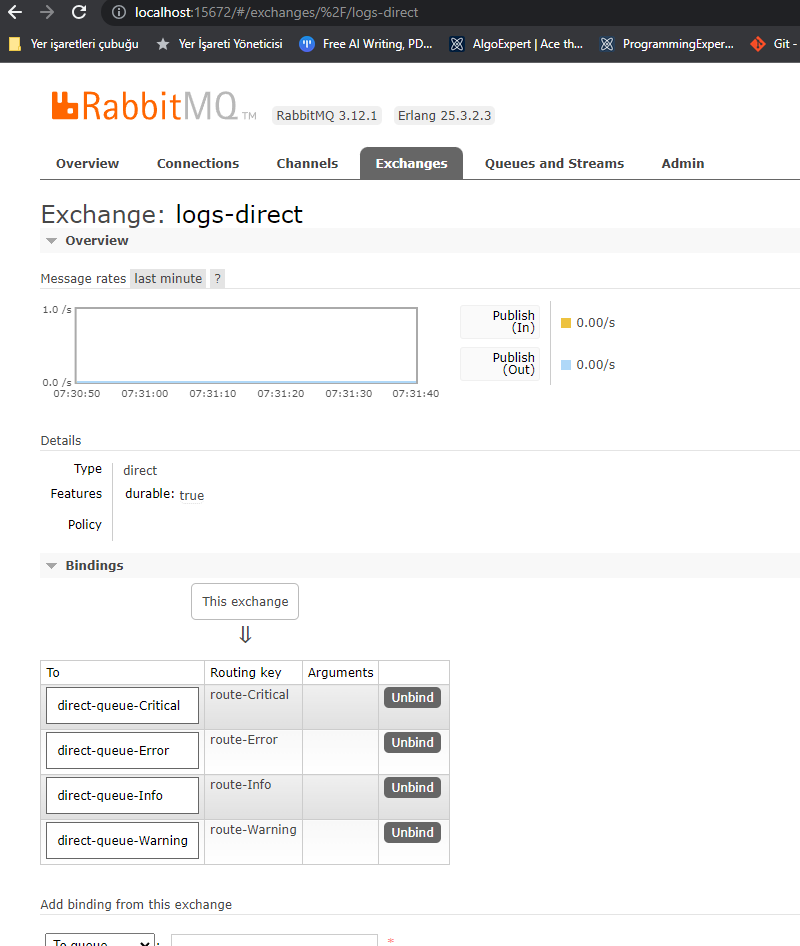 localhost:15672/#/exchanges/%2F/logs-direct
Yer işaretleri çubuğu Yer İşareti Yöneticisi Free AI Writing, PD... AlgoExpert | Ace th... ProgrammingExper... Git -
RabbitMQ TM RabbitMQ 3.12.1 Erlang 25.3.2.3
Overview Connections Channels Exchanges Queues and Streams Admin
Exchange: logs-direct
Overview
Message rates last minute ?
1.0 /s
0.0 /s
07:30:50 07:31:00 07:31:10 07:31:20 07:31:30 07:31:40
Publish (In) 0.00/s
Publish (Out) 0.00/s
Details
Type direct
Features durable: true
Policy
Bindings
This exchange
⇓
To Routing key Arguments
direct-queue-Critical route-Critical Unbind
direct-queue-Error route-Error Unbind
direct-queue-Info route-Info Unbind
direct-queue-Warning route-Warning Unbind
Add binding from this exchange
To queue : *